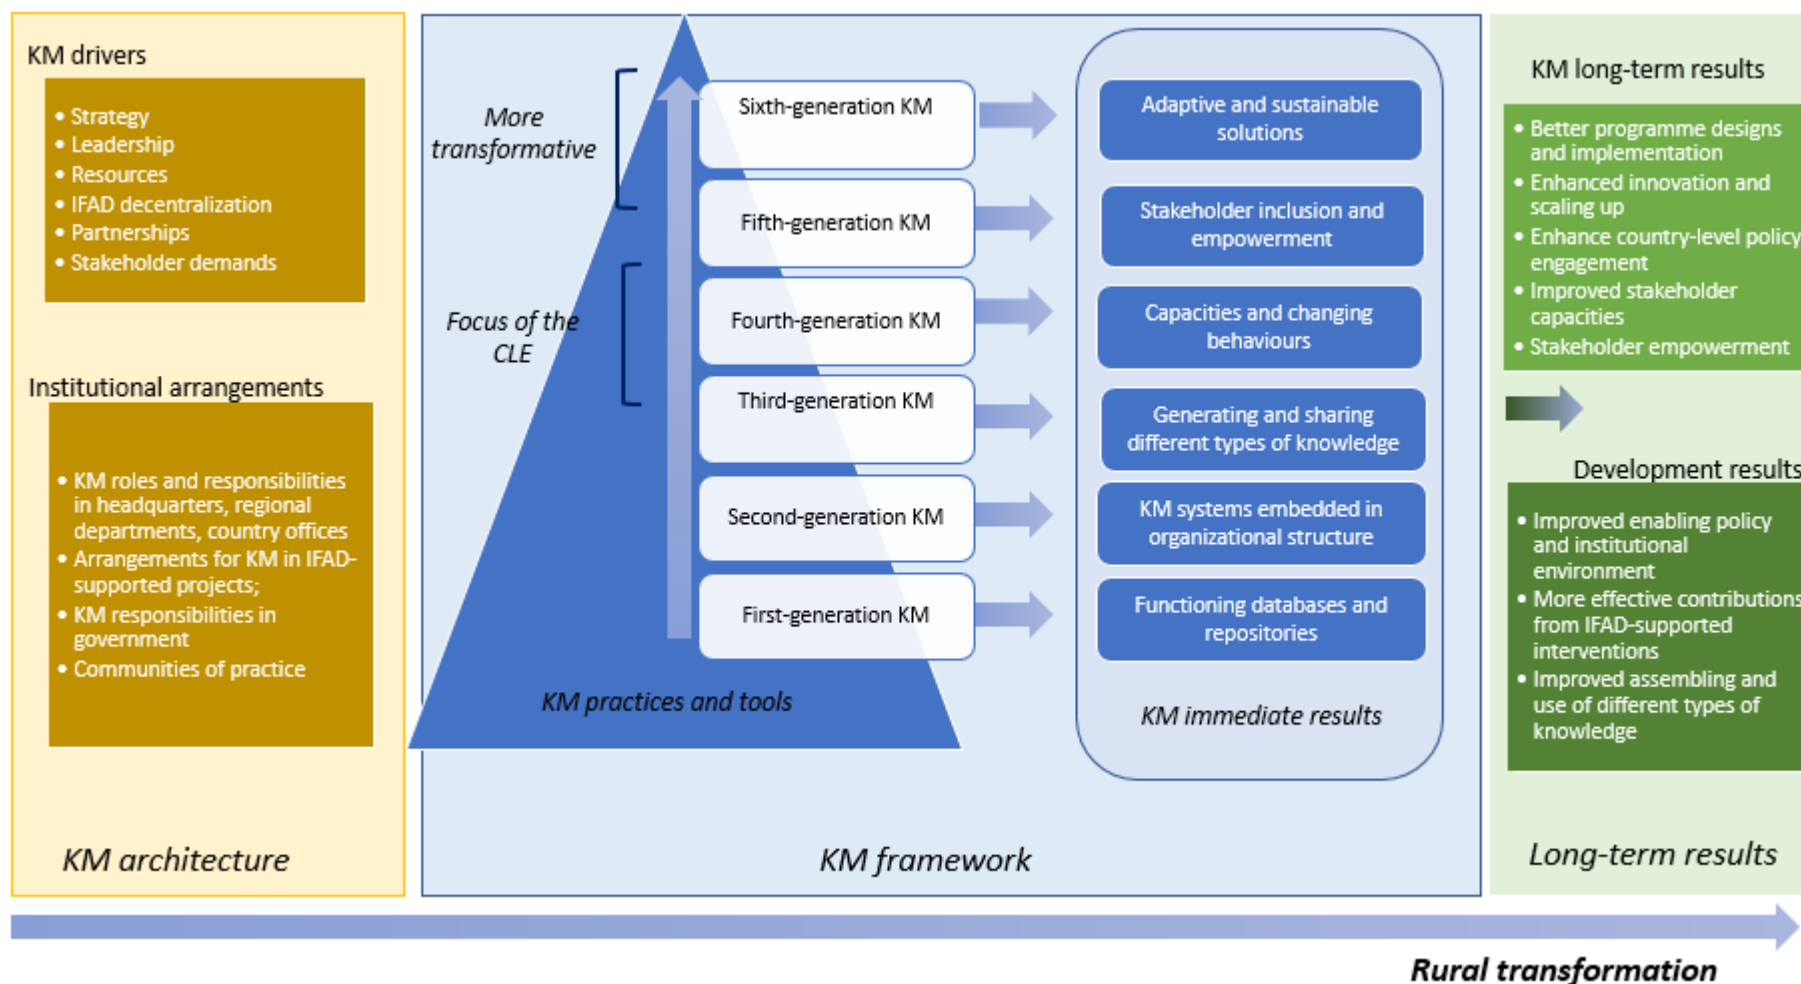 KM drivers
• Strategy
• Leadership
• Resources
• IFAD decentralization
• Partnerships
• Stakeholder demands
Institutional arrangements
• KM roles and responsibilities
in headquarters, regional
departments, country offices
• Arrangements for KM in IFAD-
supported projects;
• KM responsibilities in
government
• Communities of practice
KM architecture
More
transformative
Focus of the
CLE
Sixth-generation KM
Fifth-generation KM
Fourth-generation KM
Third-generation KM
Second-generation KM
First-generation KM
KM practices and tools
Adaptive and sustainable
solutions
Stakeholder inclusion and
empowerment
Capacities and changing
behaviours
Generating and sharing
different types of knowledge
KM systems embedded in
organizational structure
Functioning databases and
repositories
KM immediate results
KM framework
KM long-term results
• Better programme designs
and implementation
• Enhanced innovation and
scaling up
• Enhance country-level policy
engagement
• Improved stakeholder
capacities
• Stakeholder empowerment
Development results
• Improved enabling policy
and institutional
environment
• More effective contributions
from IFAD-supported
interventions
• Improved assembling and
use of different types of
knowledge
Long-term results
Rural transformation